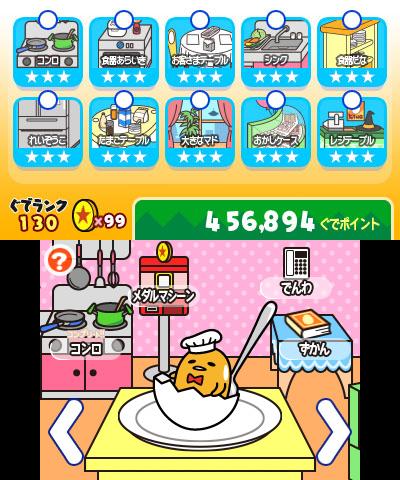 コンロ
食器あらいき
お客さまテーブル
シンク
食器だな
★★★
★★★
★★★
★★★
★★★
れいぞうこ
たまごテーブル
大きなマド
おかしケース
レジテーブル
★★★
★★★
★★★
★★★
★★★
ぐでランク
130
×99
456,894 ぐでポイント
?
メダルマシーン
でんわ
コンロ
ずかん